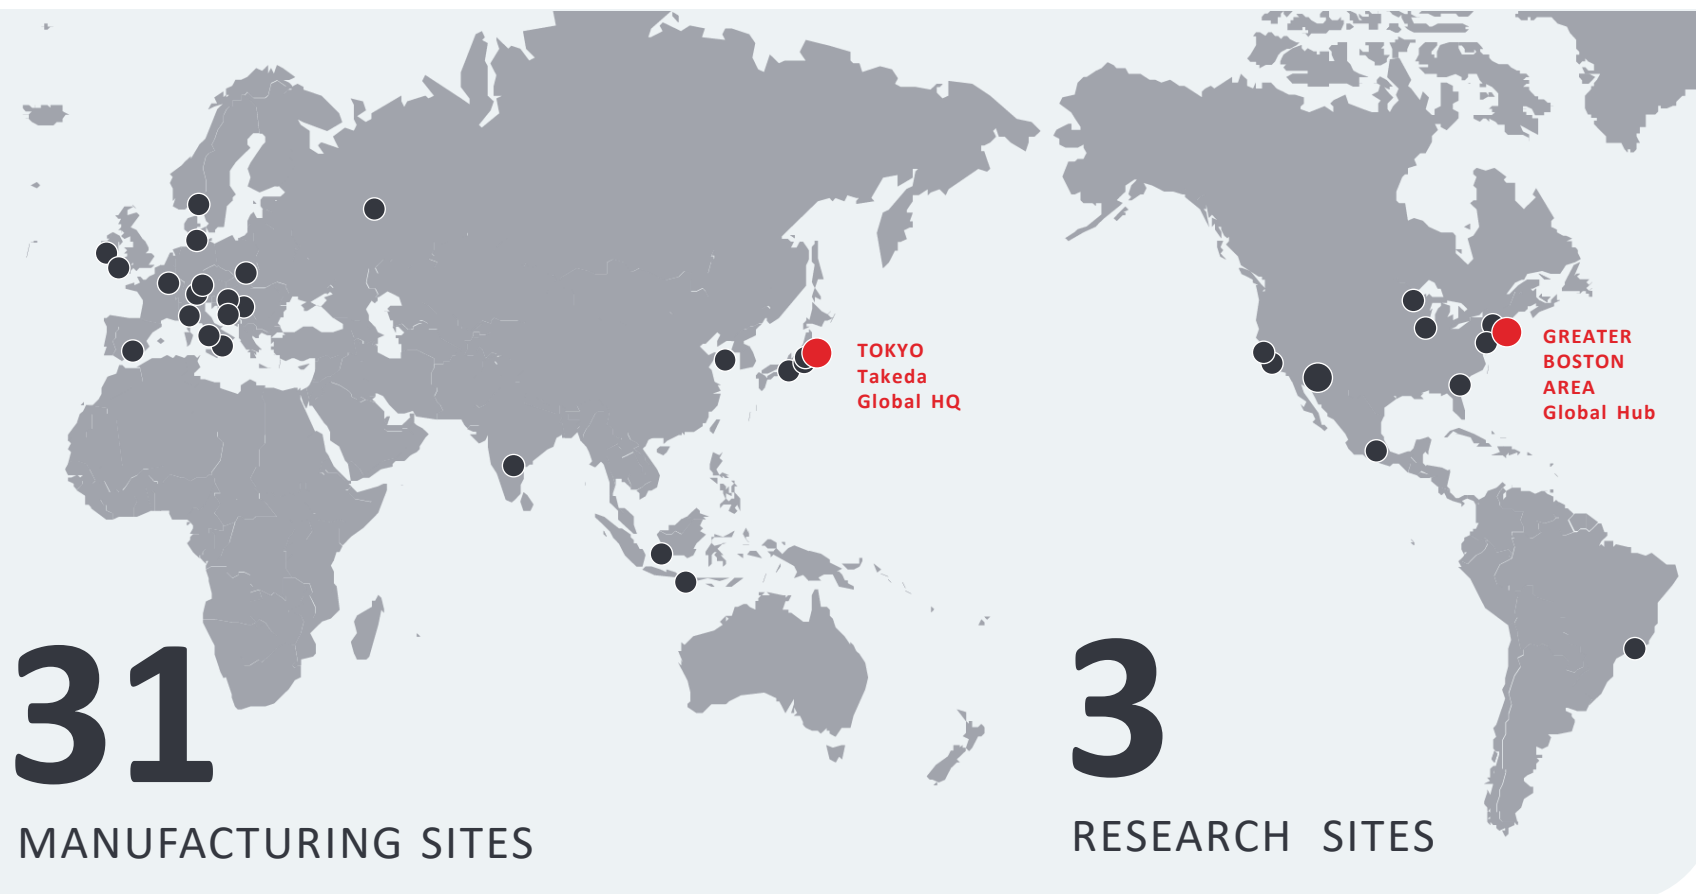 TOKYO
Takeda
Global HQ
GREATER
BOSTON
AREA
Global Hub
31
MANUFACTURING SITES
3
RESEARCH SITES